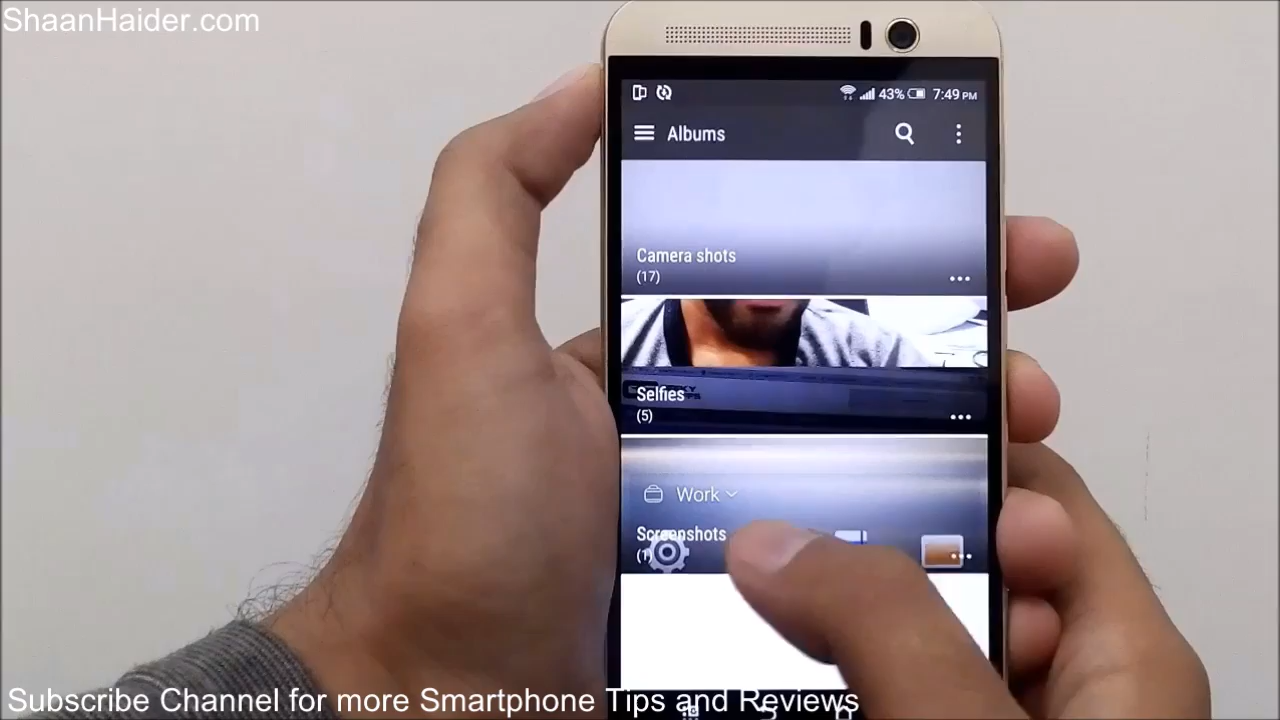 ShaanHaider.com
43% 7:49 PM
Albums
Camera shots
(17)
Selfies
(5)
Work
Screenshots
(1)
Subscribe Channel for more Smartphone Tips and Reviews